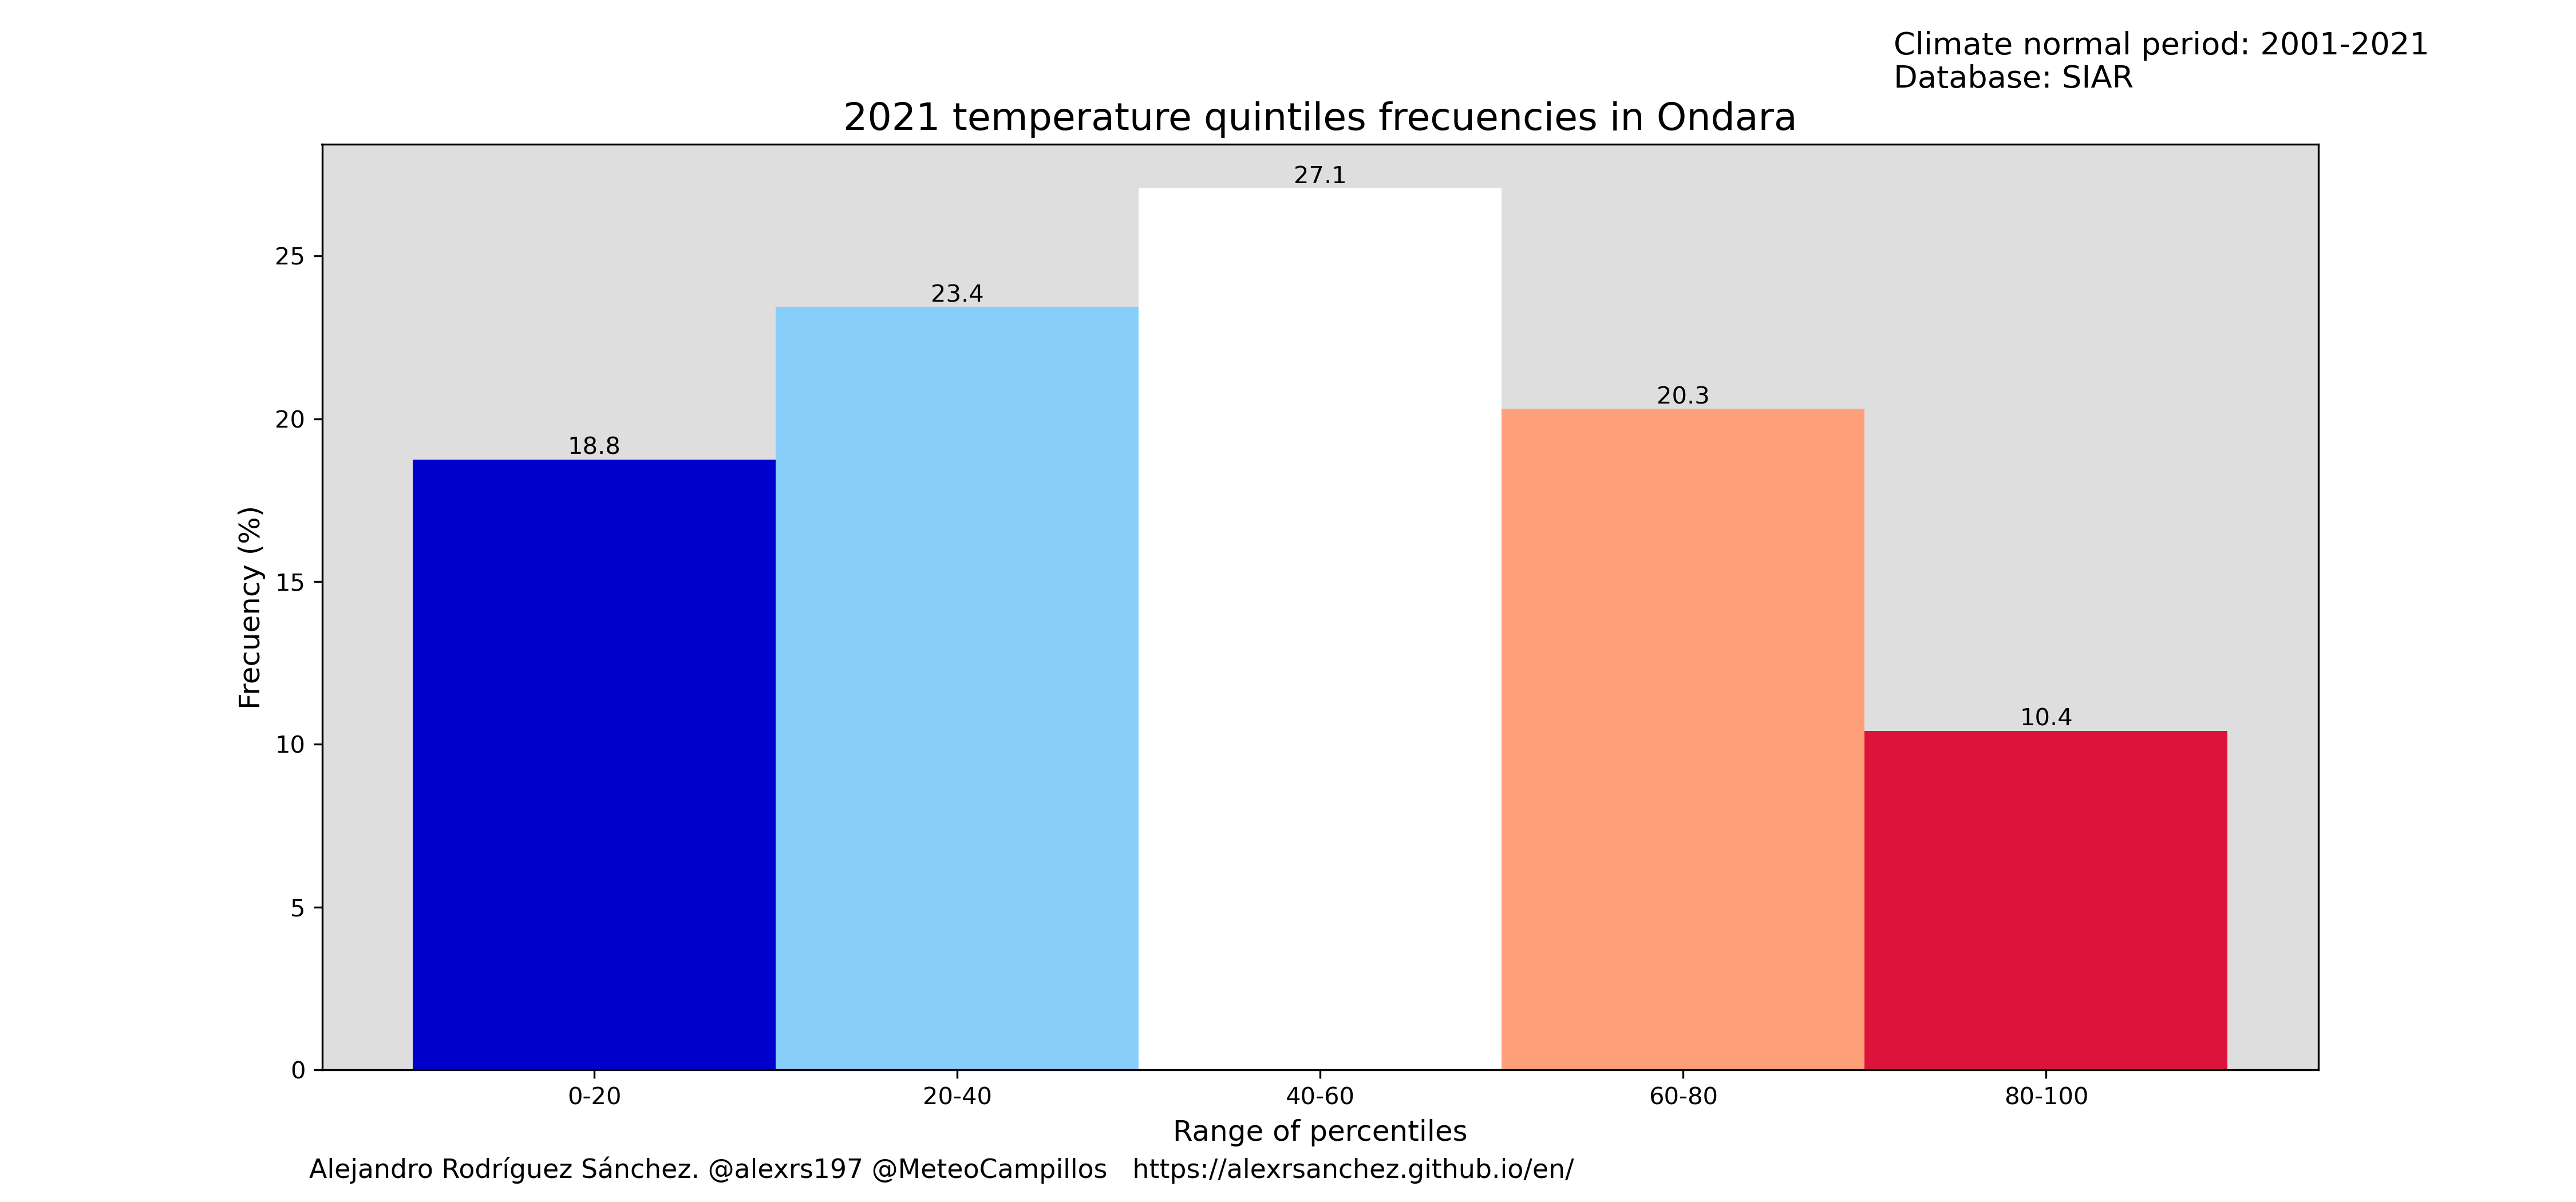 Climate normal period: 2001-2021
Database: SIAR
2021 temperature quintiles frecuencies in Ondara
Frecuency (%)
25
20
15
10
5
0
18.8
23.4
27.1
20.3
10.4
0-20
20-40
40-60
60-80
80-100
Range of percentiles
Alejandro Rodríguez Sánchez. @alexrs197 @MeteoCampillos   https://alexrsanchez.github.io/en/